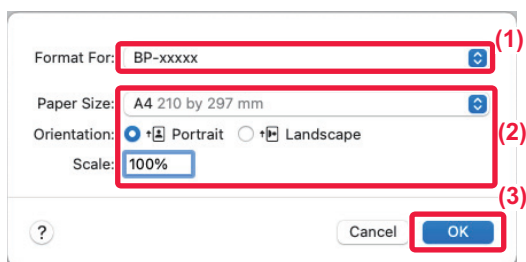 (1)
Format For: BP-xxxxx
Paper Size: A4 210 by 297 mm
Orientation: Portrait Landscape
(2)
Scale: 100%
(3)
? Cancel OK